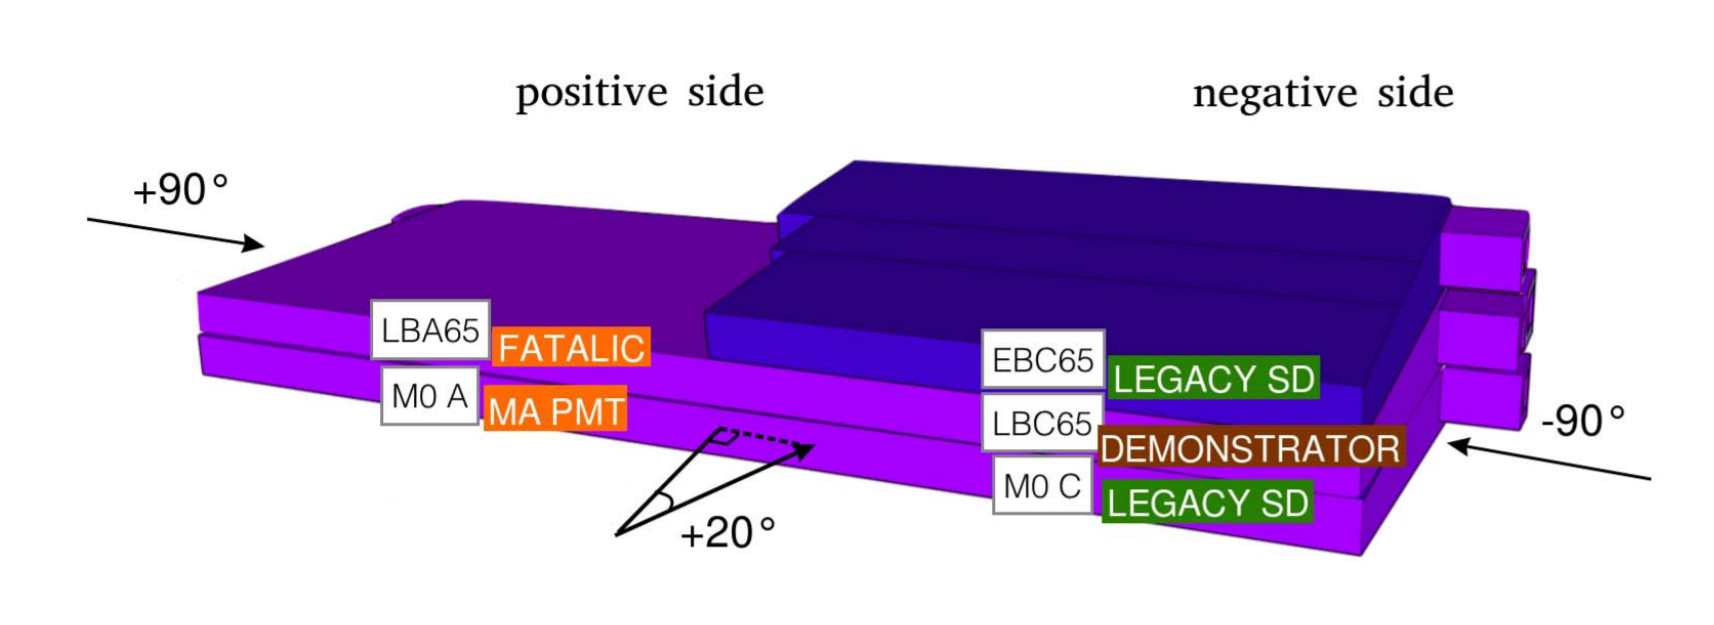 positive side
negative side
+90°
LBA65
FATALIC
M0 A
MA PMT
EBC65
LEGACY SD
LBC65
DEMONSTRATOR
M0 C
LEGACY SD
-90°
+20°